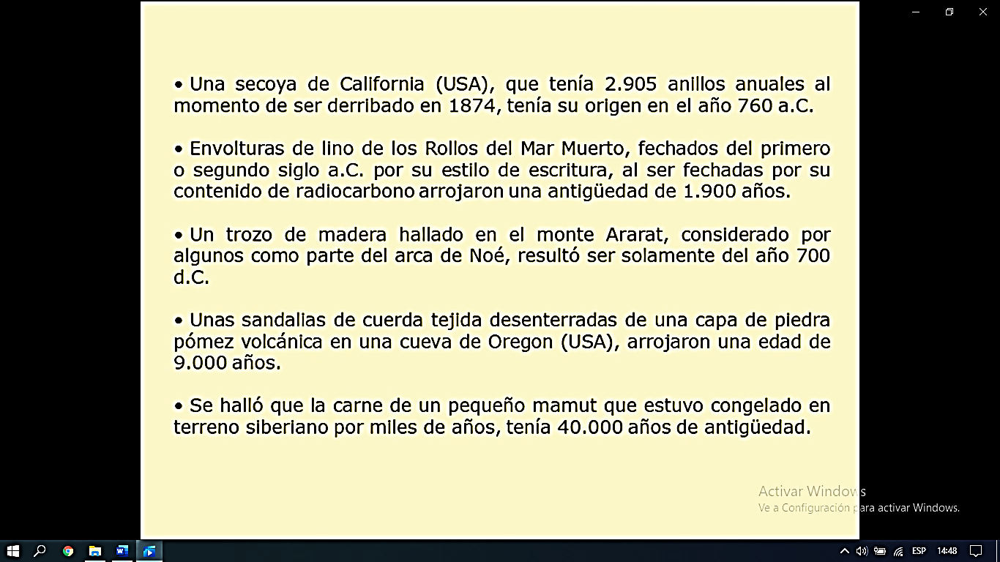 • Una secoya de California (USA), que tenía 2.905 anillos anuales al
momento de ser derribado en 1874, tenía su origen en el año 760 a.C.
• Envolturas de lino de los Rollos del Mar Muerto, fechados del primero
o segundo siglo a.C. por su estilo de escritura, al ser fechadas por su
contenido de radiocarbono arrojaron una antigüedad de 1.900 años.
• Un trozo de madera hallado en el monte Ararat, considerado por
algunos como parte del arca de Noé, resultó ser solamente del año 700
d.C.
• Unas sandalias de cuerda tejida desenterradas de una capa de piedra
pómez volcánica en una cueva de Oregon (USA), arrojaron una edad de
9.000 años.
• Se halló que la carne de un pequeño mamut que estuvo congelado en
terreno siberiano por miles de años, tenía 40.000 años de antigüedad.
Activar Windows
Ve a Configuración para activar Windows.
ESP
14:48